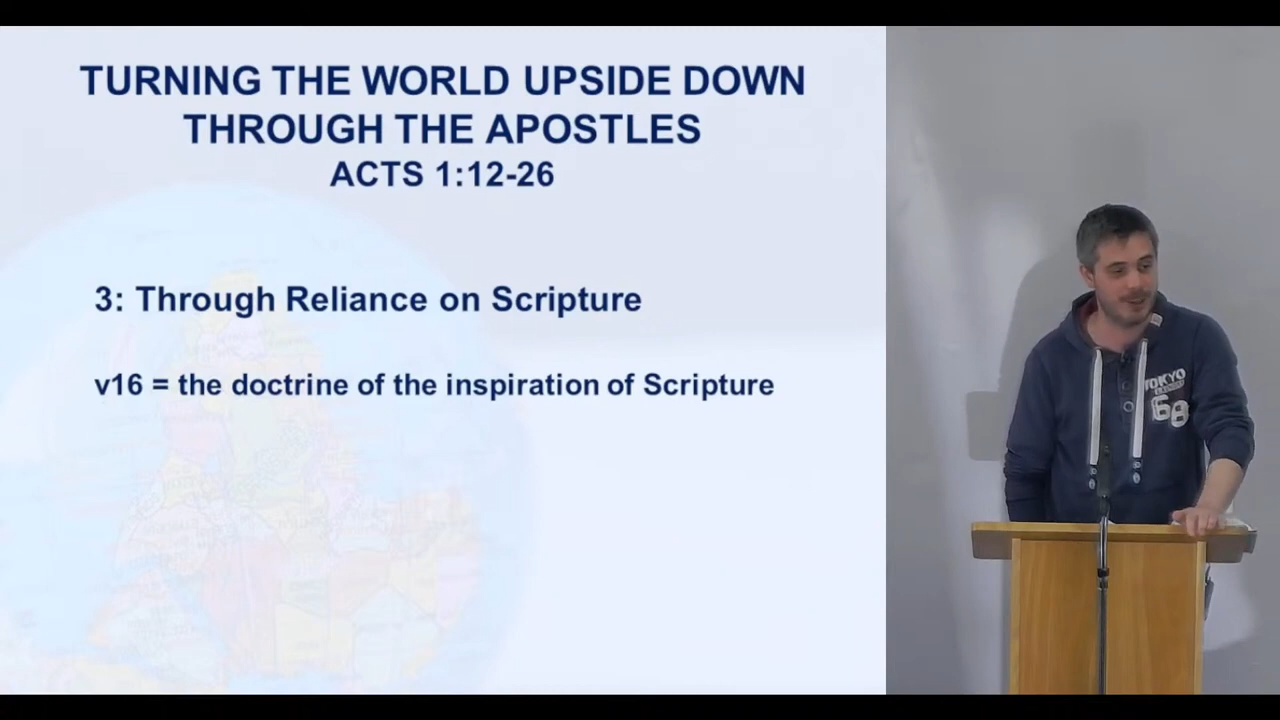 TURNING THE WORLD UPSIDE DOWN
THROUGH THE APOSTLES
ACTS 1:12-26
3: Through Reliance on Scripture
v16 = the doctrine of the inspiration of Scripture
TOKYO
68